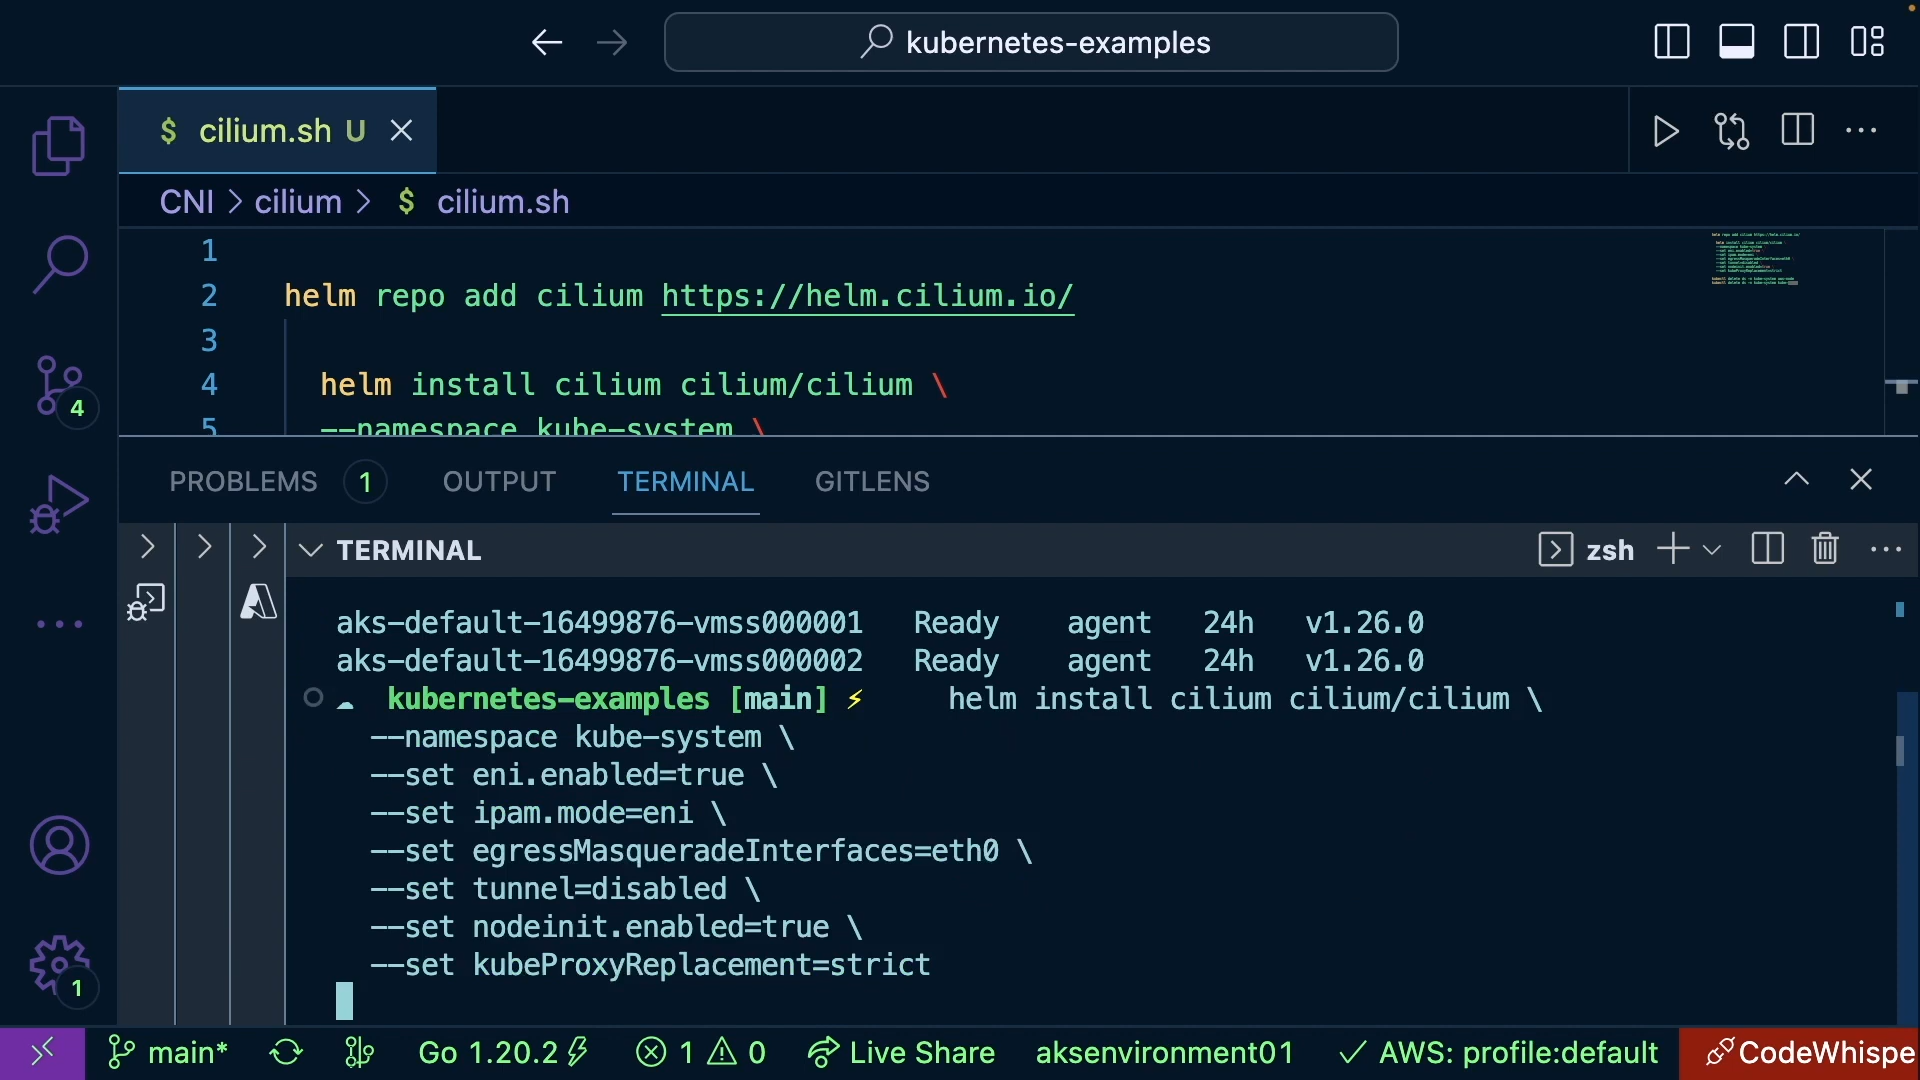 kubernetes-examples
$ cilium.sh U
CNI > cilium > $ cilium.sh
1
2 helm repo add cilium https://helm.cilium.io/
3
4 helm install cilium cilium/cilium \
5 --namespace kube-system \
4
PROBLEMS 1 OUTPUT TERMINAL GITLENS
TERMINAL
zsh
aks-default-16499876-vmss000001 Ready agent 24h v1.26.0
aks-default-16499876-vmss000002 Ready agent 24h v1.26.0
kubernetes-examples [main] ⚡ helm install cilium cilium/cilium \
--namespace kube-system \
--set eni.enabled=true \
--set ipam.mode=eni \
--set egressMasqueradeInterfaces=eth0 \
--set tunnel=disabled \
--set nodeinit.enabled=true \
--set kubeProxyReplacement=strict
1
main* Go 1.20.2 1 0 Live Share aksenvironment01 AWS: profile:default CodeWhispe